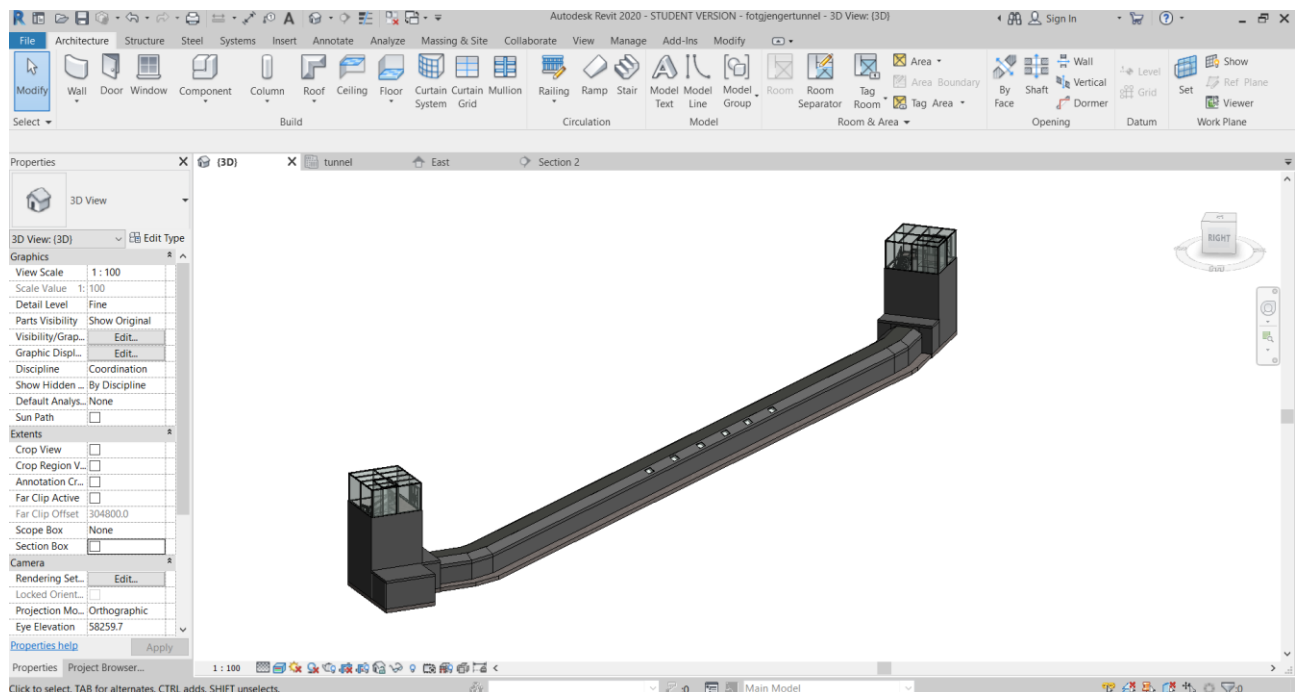 Autodesk Revit 2020 - STUDENT VERSION - fotgjengertunnel - 3D View: {3D}
Sign In
File Architecture Structure Steel Systems Insert Annotate Analyze Massing & Site Collaborate View Manage Add-Ins Modify
Modify Wall Door Window Component Column Roof Ceiling Floor Curtain System Curtain Grid Mullion Railing Ramp Stair Model Text Model Line Model Group Room Room Separator Tag Room Area Area Boundary Tag Area By Face Shaft Wall Vertical Dormer Level Grid Set Show Ref Plane Viewer
Select Build Circulation Model Room & Area Opening Datum Work Plane
Properties X {3D} X tunnel East Section 2
3D View
3D View: {3D} Edit Type
Graphics
View Scale 1 : 100
Scale Value 1: 100
Detail Level Fine
Parts Visibility Show Original
Visibility/Grap... Edit...
Graphic Displ... Edit...
Discipline Coordination
Show Hidden ... By Discipline
Default Analys... None
Sun Path
Extents
Crop View
Crop Region V...
Annotation Cr...
Far Clip Active
Far Clip Offset 304800.0
Scope Box None
Section Box
Camera
Rendering Set... Edit...
Locked Orient...
Projection Mo... Orthographic
Eye Elevation 58259.7
Properties help Apply
Properties Project Browser...
RIGHT
1 : 100
Click to select, TAB for alternates, CTRL adds, SHIFT unselects.
:0 Main Model
:0